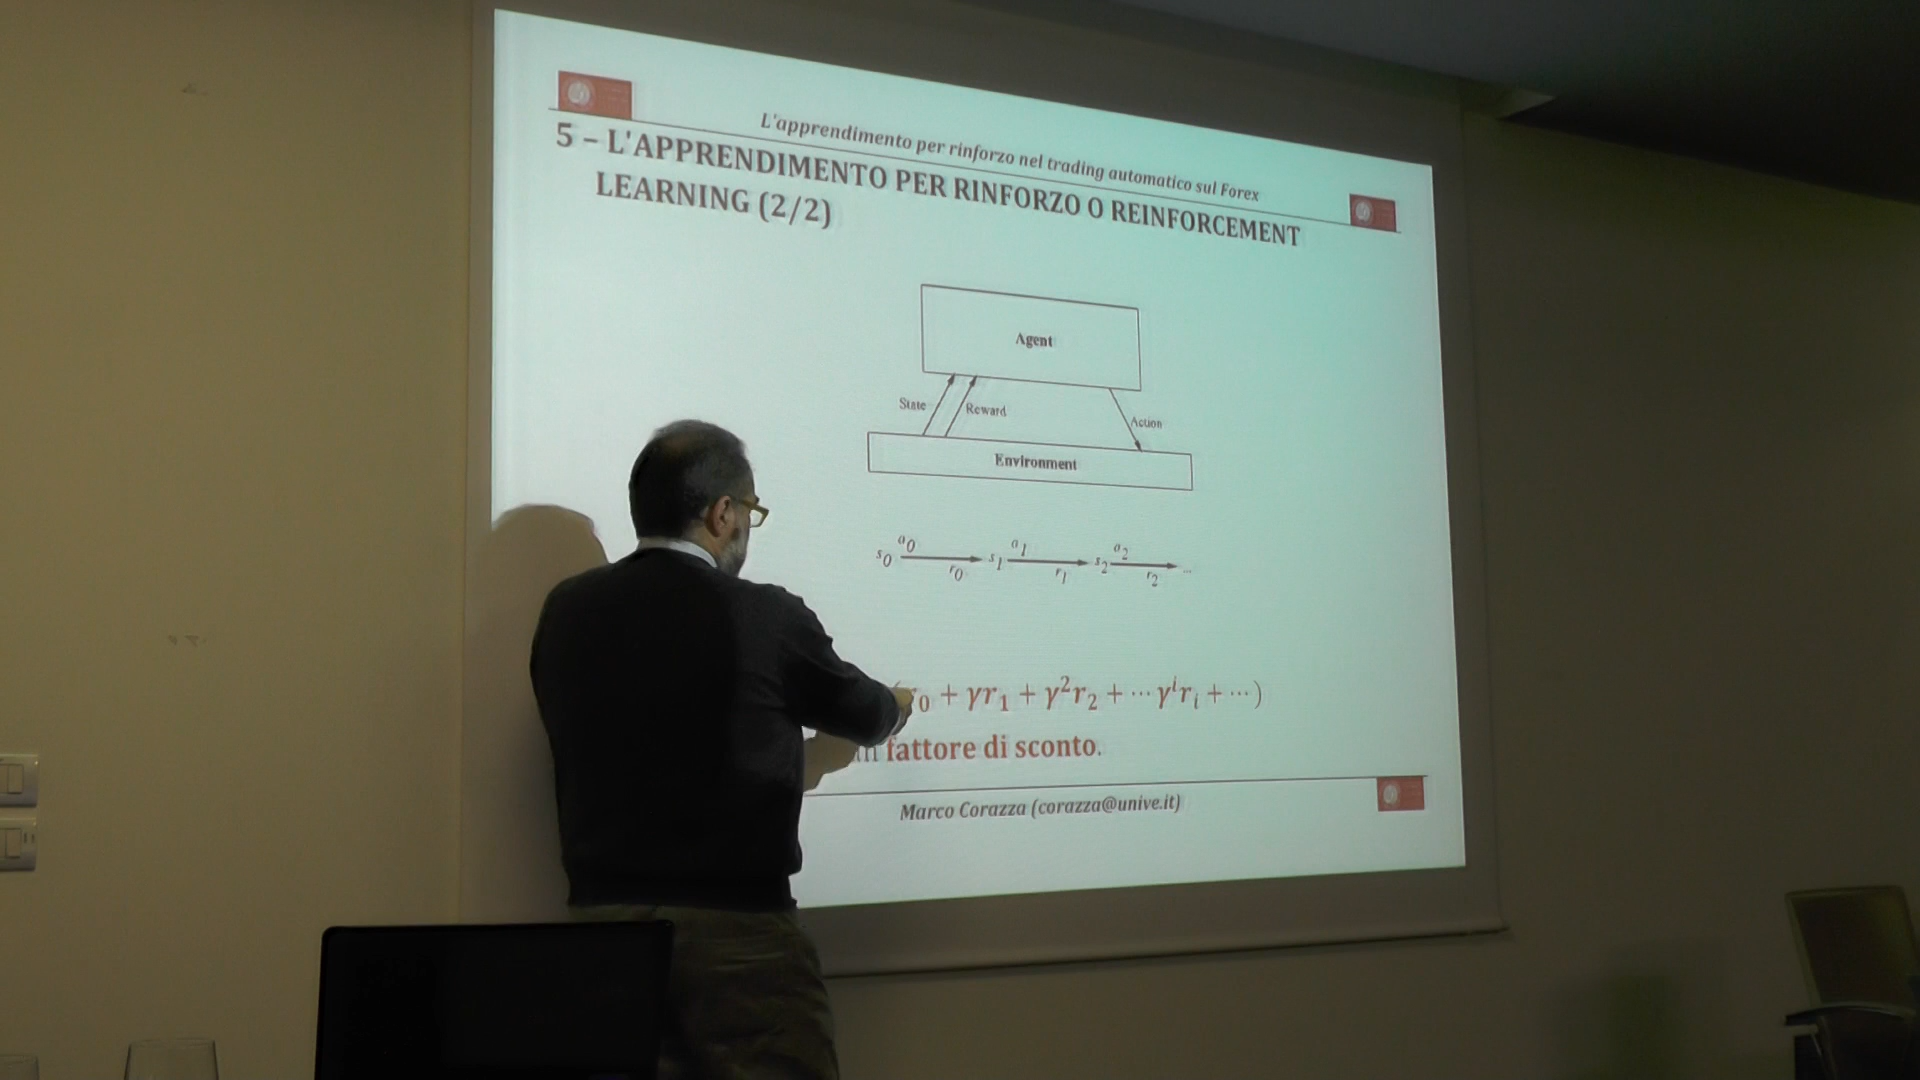 L'apprendimento per rinforzo nel trading automatico sul Forex
5 – L'APPRENDIMENTO PER RINFORZO O REINFORCEMENT
LEARNING (2/2)
Agent
State
Reward
Action
Environment
s0 a0 r0 s1 a1 r1 s2 a2 r2 ...
r₀ + γr₁ + γ²r₂ + ··· γⁱrᵢ + ··· )
fattore di sconto.
Marco Corazza (corazza@unive.it)